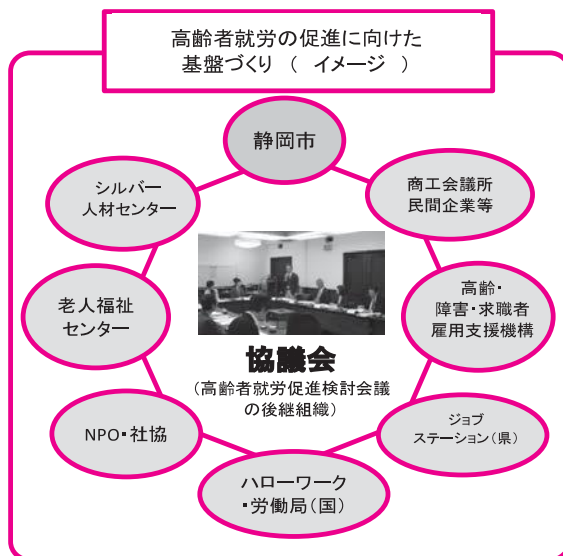 高齢者就労の促進に向けた
基盤づくり ( イメージ )
静岡市
商工会議所
民間企業等
高齢・
障害・求職者
雇用支援機構
ジョブ
ステーション(県)
ハローワーク
・労働局(国)
NPO・社協
老人福祉
センター
シルバー
人材センター
協議会
(高齢者就労促進検討会議
の後継組織)